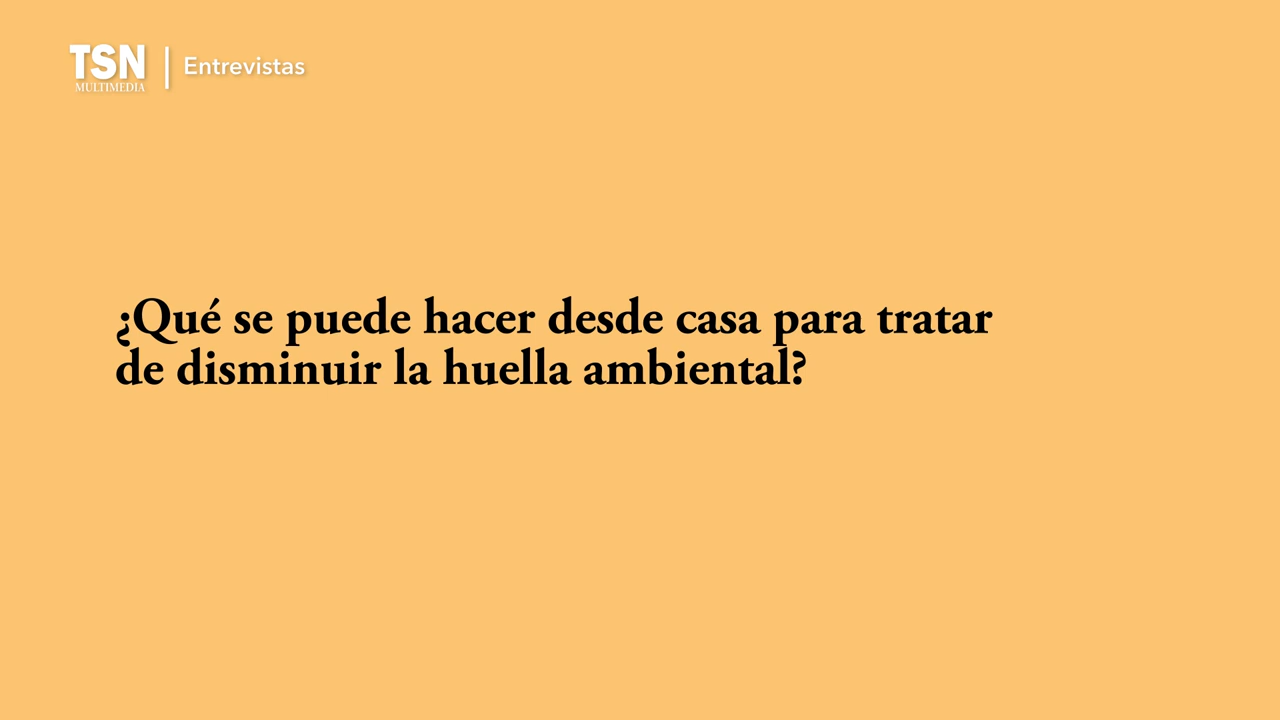 TSN
MULTIMEDIA
Entrevistas
¿Qué se puede hacer desde casa para tratar
de disminuir la huella ambiental?